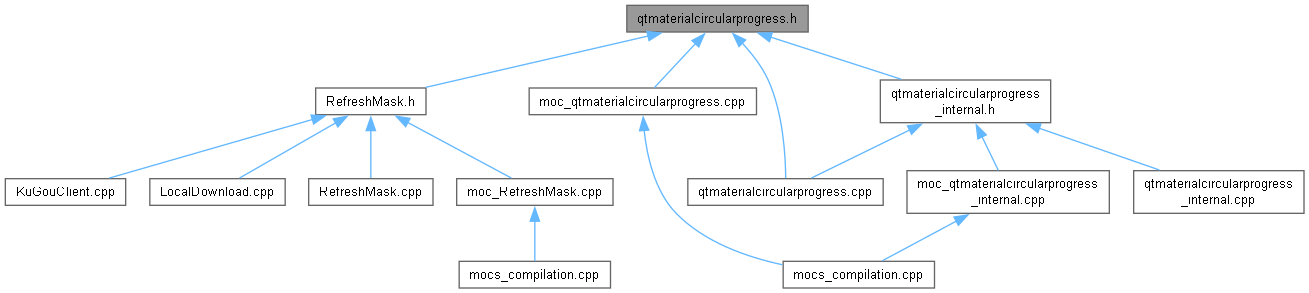 qtmaterialcircularprogress.h
RefreshMask.h
moc_qtmaterialcircularprogress.cpp
qtmaterialcircularprogress
_internal.h
KuGouClient.cpp
LocalDownload.cpp
RefreshMask.cpp
moc_RefreshMask.cpp
qtmaterialcircularprogress.cpp
moc_qtmaterialcircularprogress
_internal.cpp
qtmaterialcircularprogress
_internal.cpp
mocs_compilation.cpp
mocs_compilation.cpp